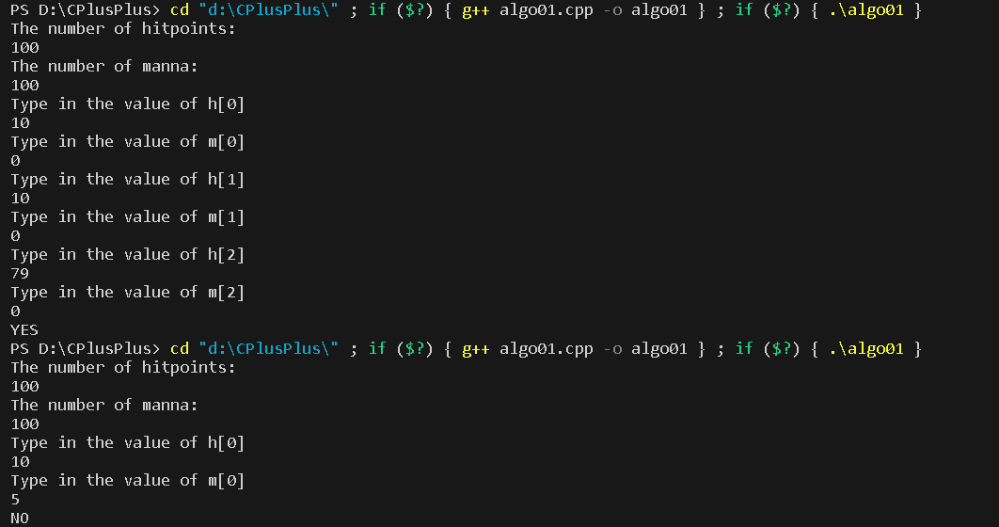 PS D:\CPlusPlus> cd "d:\CPlusPlus\" ; if ($?) { g++ algo01.cpp -o algo01 } ; if ($?) { .\algo01 }
The number of hitpoints:
100
The number of manna:
100
Type in the value of h[0]
10
Type in the value of m[0]
0
Type in the value of h[1]
10
Type in the value of m[1]
0
Type in the value of h[2]
79
Type in the value of m[2]
0
YES
PS D:\CPlusPlus> cd "d:\CPlusPlus\" ; if ($?) { g++ algo01.cpp -o algo01 } ; if ($?) { .\algo01 }
The number of hitpoints:
100
The number of manna:
100
Type in the value of h[0]
10
Type in the value of m[0]
5
NO